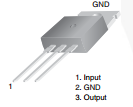 GND
1
1. Input
2. GND
3. Output